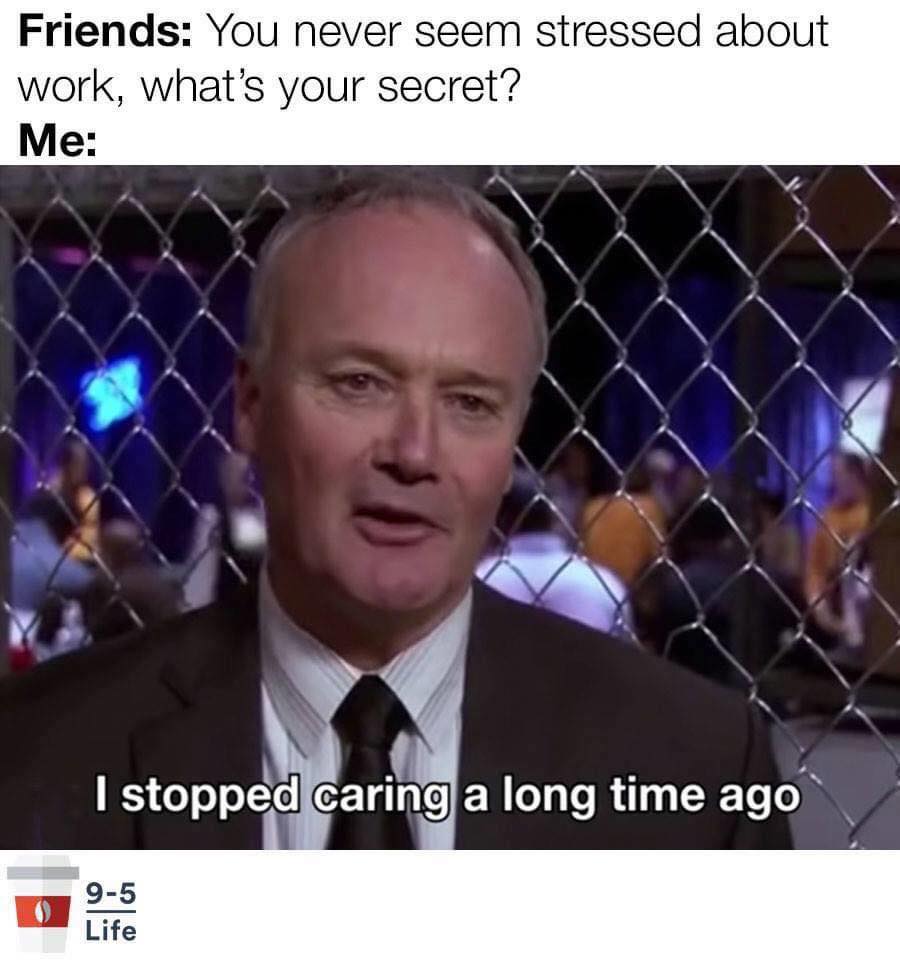 Friends: You never seem stressed about
work, what's your secret?
Me:
I stopped caring a long time ago
9-5
Life